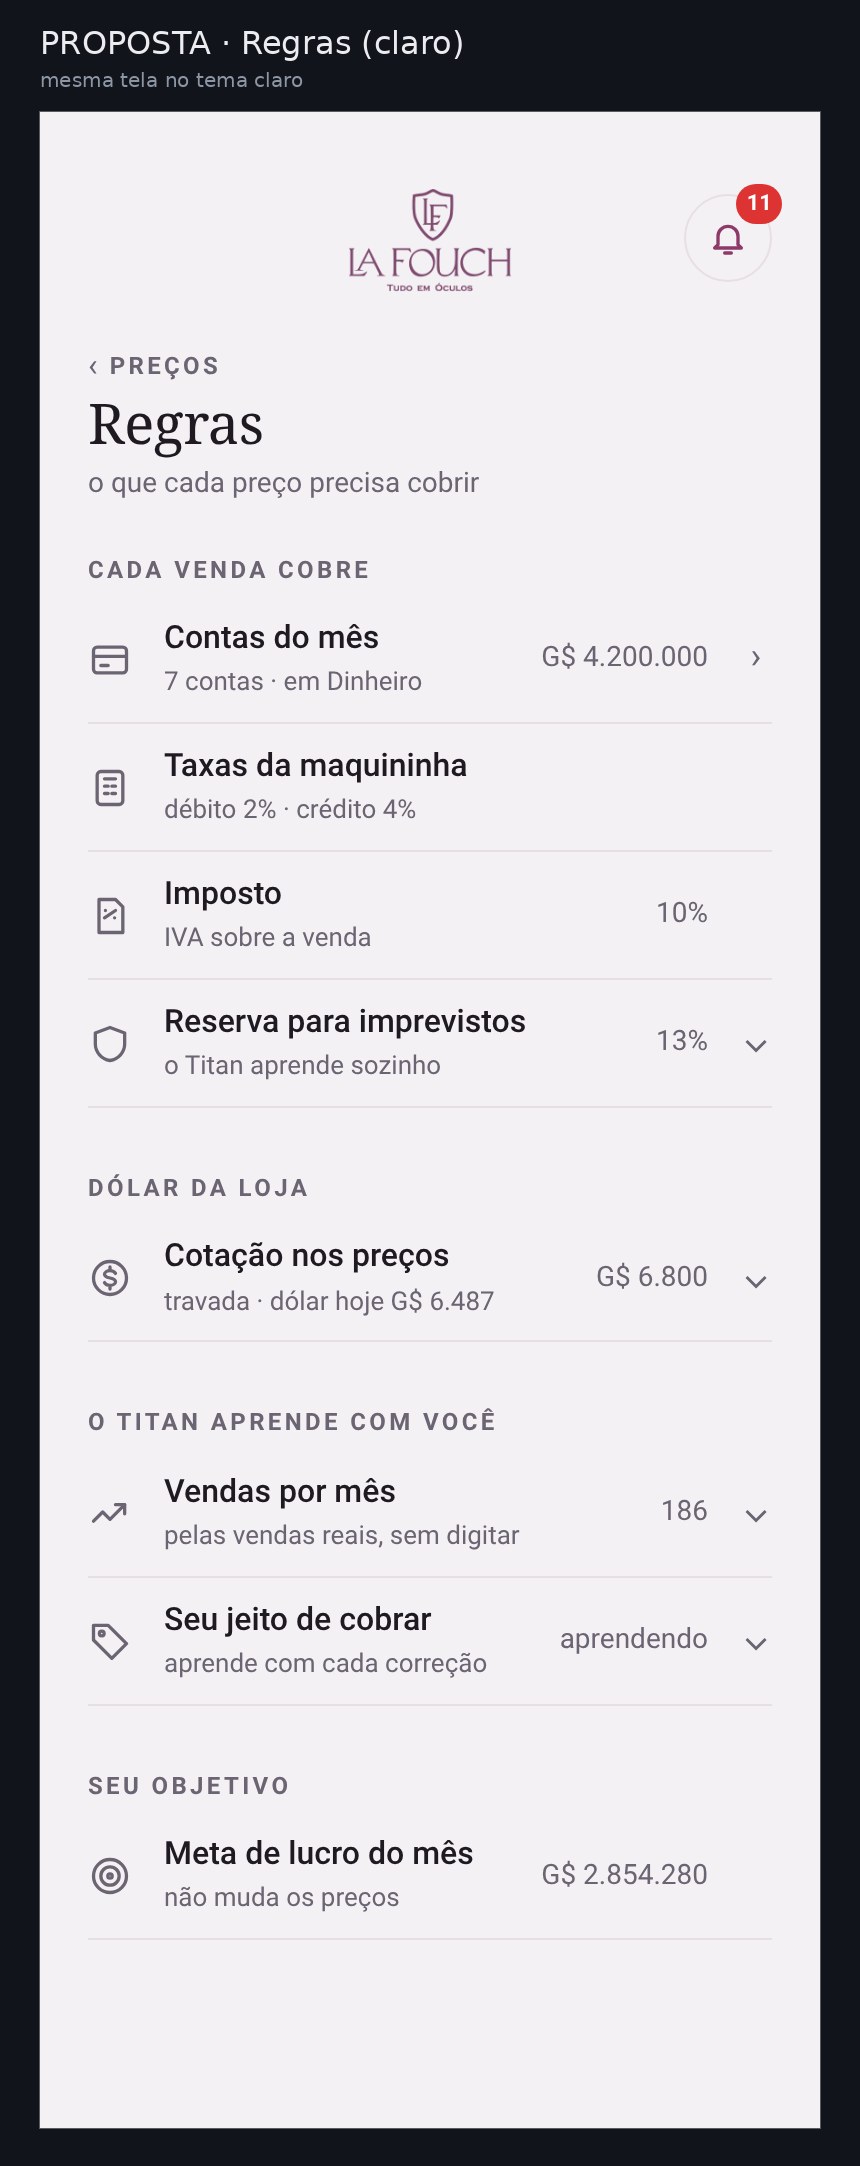 PROPOSTA · Regras (claro)
mesma tela no tema claro
LF
LA FOUCH
TUDO EM ÓCULOS
11
‹ PREÇOS
Regras
o que cada preço precisa cobrir
CADA VENDA COBRE
Contas do mês
G$ 4.200.000 ›
7 contas · em Dinheiro
Taxas da maquininha
débito 2% · crédito 4%
Imposto
10%
IVA sobre a venda
Reserva para imprevistos
13%
o Titan aprende sozinho
DÓLAR DA LOJA
Cotação nos preços
G$ 6.800
travada · dólar hoje G$ 6.487
O TITAN APRENDE COM VOCÊ
Vendas por mês
186
pelas vendas reais, sem digitar
Seu jeito de cobrar
aprendendo
aprende com cada correção
SEU OBJETIVO
Meta de lucro do mês
G$ 2.854.280
não muda os preços